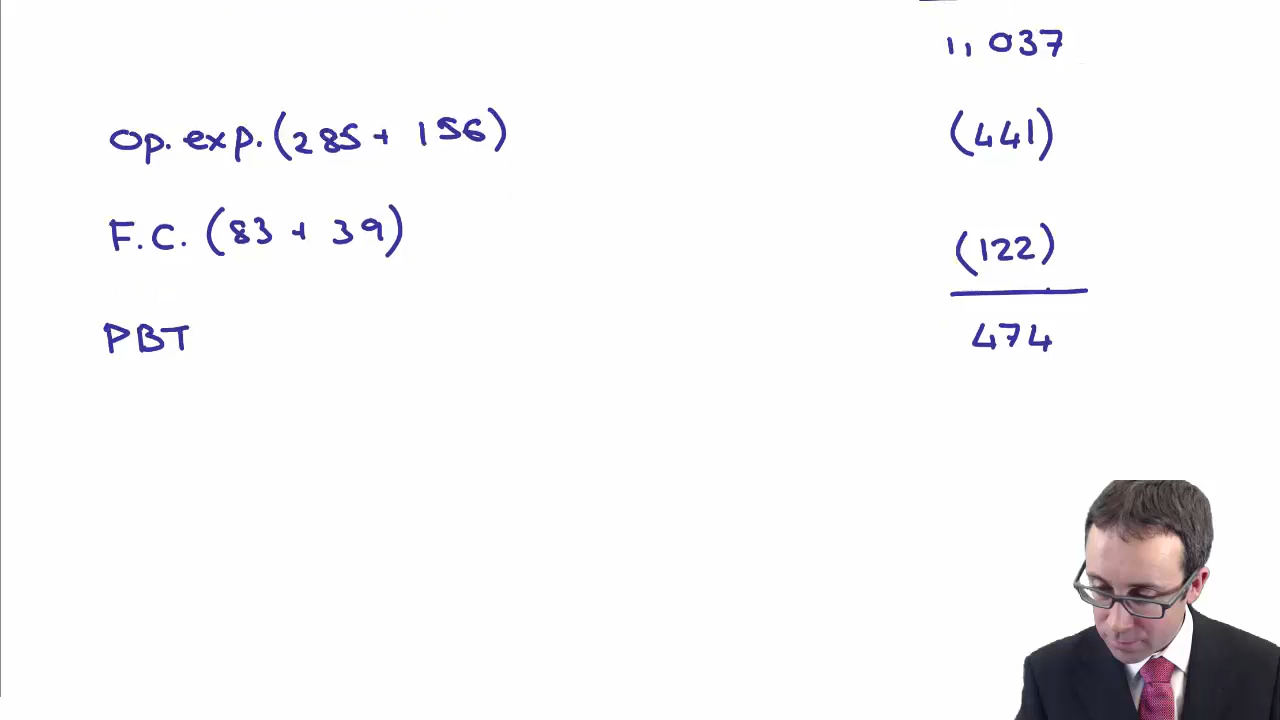 1,037
Op. exp. (285 + 156) (441)
F.C. (83 + 39) (122)
PBT 474